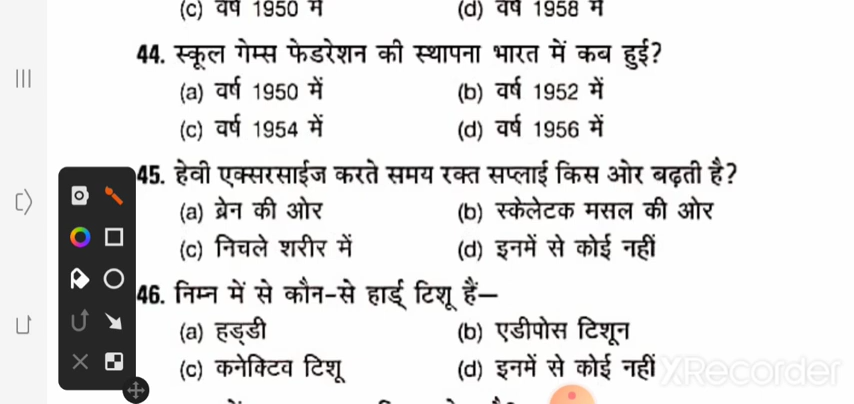 (c) वर्ष 1950 में (d) वर्ष 1958 में
44. स्कूल गेम्स फेडरेशन की स्थापना भारत में कब हुई?
(a) वर्ष 1950 में (b) वर्ष 1952 में
(c) वर्ष 1954 में (d) वर्ष 1956 में
45. हेवी एक्सरसाईज करते समय रक्त सप्लाई किस ओर बढ़ती है?
(a) ब्रेन की ओर (b) स्केलेटक मसल की ओर
(c) निचले शरीर में (d) इनमें से कोई नहीं
46. निम्न में से कौन-से हार्ड् टिशू हैं—
(a) हड्डी (b) एडीपोस टिशून
(c) कनेक्टिव टिशू (d) इनमें से कोई नहीं
XRecorder